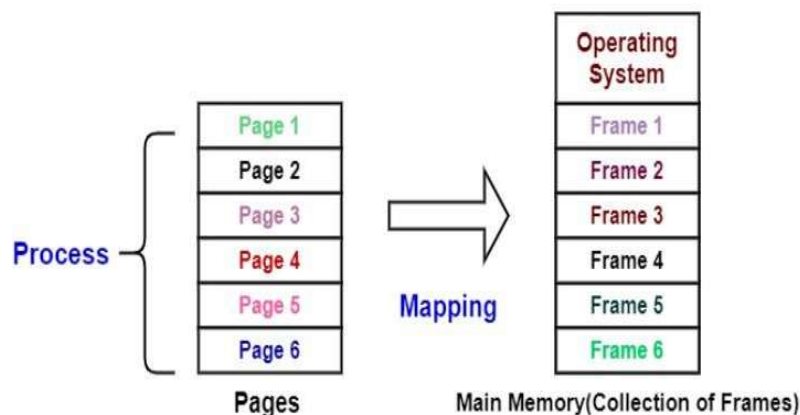 Operating
System
Page 1
Page 2
Page 3
Page 4
Page 5
Page 6
Process
Pages
Mapping
Frame 1
Frame 2
Frame 3
Frame 4
Frame 5
Frame 6
Main Memory(Collection of Frames)